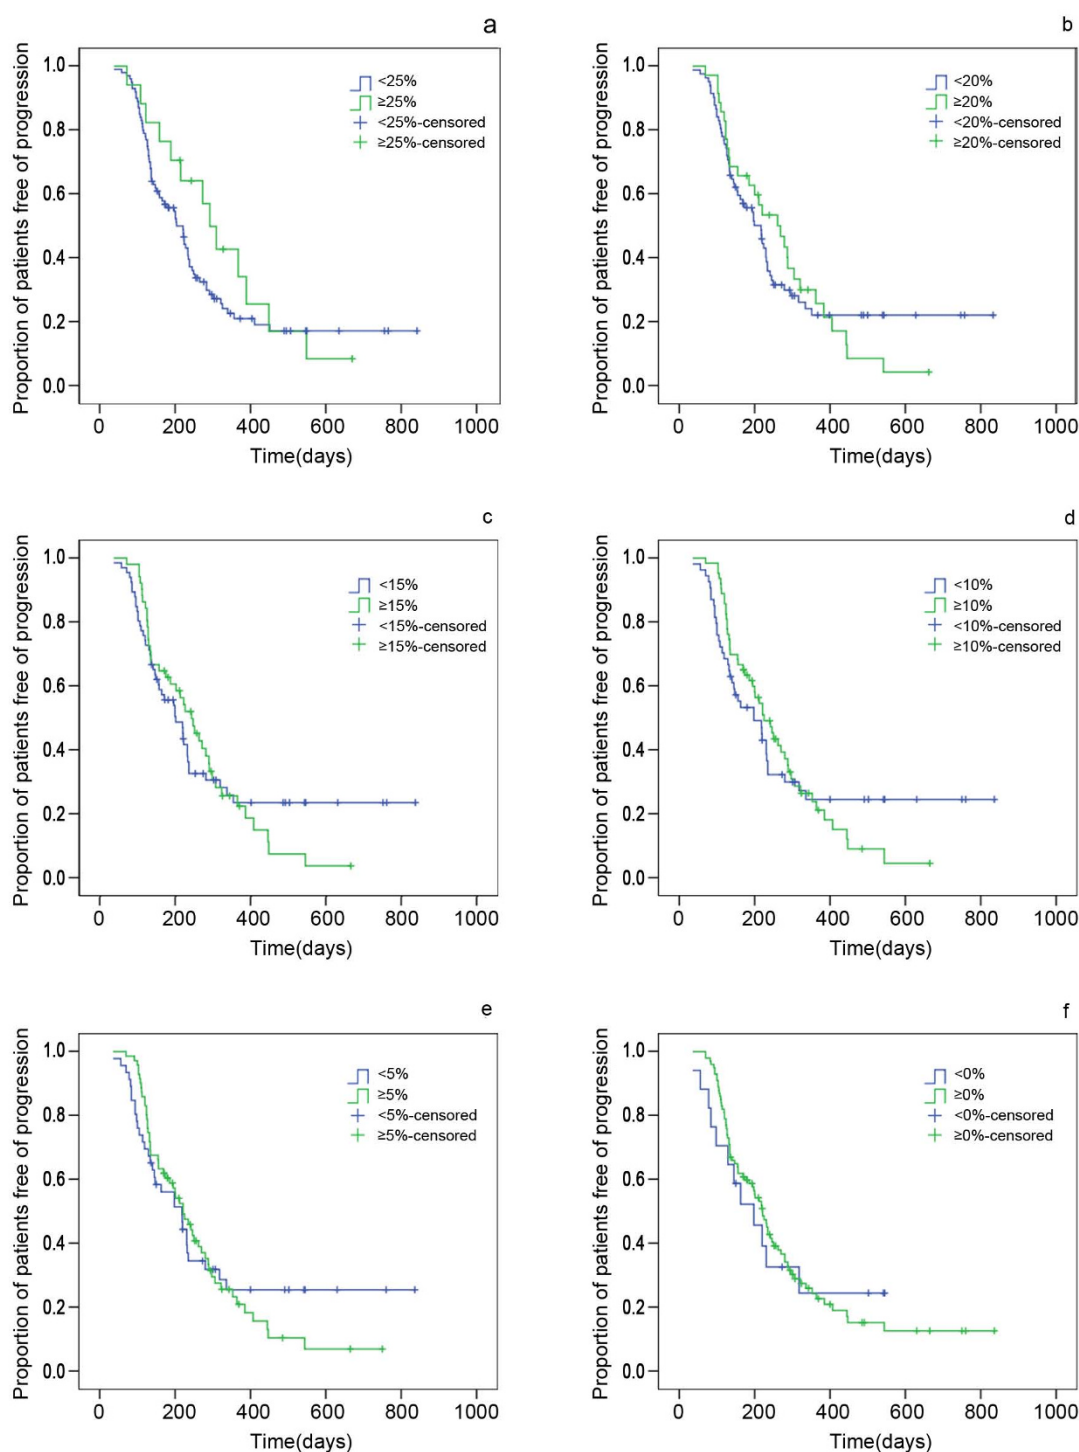 a
Proportion of patients free of progression
1.0
0.8
0.6
0.4
0.2
0.0
<25%
≥25%
<25%-censored
≥25%-censored
0 200 400 600 800 1000
Time(days)
b
Proportion of patients free of progression
1.0
0.8
0.6
0.4
0.2
0.0
<20%
≥20%
<20%-censored
≥20%-censored
0 200 400 600 800 1000
Time(days)
c
Proportion of patients free of progression
1.0
0.8
0.6
0.4
0.2
0.0
<15%
≥15%
<15%-censored
≥15%-censored
0 200 400 600 800 1000
Time(days)
d
Proportion of patients free of progression
1.0
0.8
0.6
0.4
0.2
0.0
<10%
≥10%
<10%-censored
≥10%-censored
0 200 400 600 800 1000
Time(days)
e
Proportion of patients free of progression
1.0
0.8
0.6
0.4
0.2
0.0
<5%
≥5%
<5%-censored
≥5%-censored
0 200 400 600 800 1000
Time(days)
f
Proportion of patients free of progression
1.0
0.8
0.6
0.4
0.2
0.0
<0%
≥0%
<0%-censored
≥0%-censored
0 200 400 600 800 1000
Time(days)